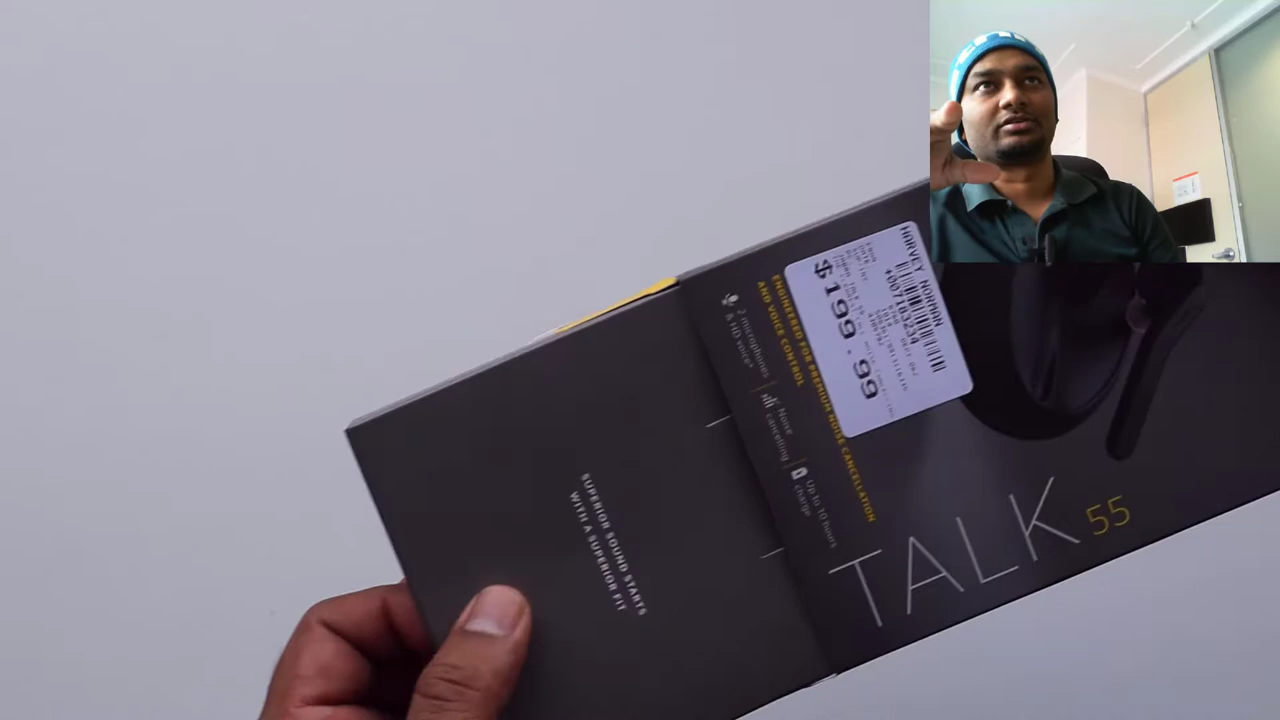 HARVEY NORMAN
+007183234
$199.99
ENGINEERED FOR PREMIUM NOISE CANCELLATION
AND VOICE CONTROL
2 microphones
& HD voice*
Noise
cancelling
Up to 10 hours
charge
TALK 55
SUPERIOR SOUND STARTS
WITH A SUPERIOR FIT